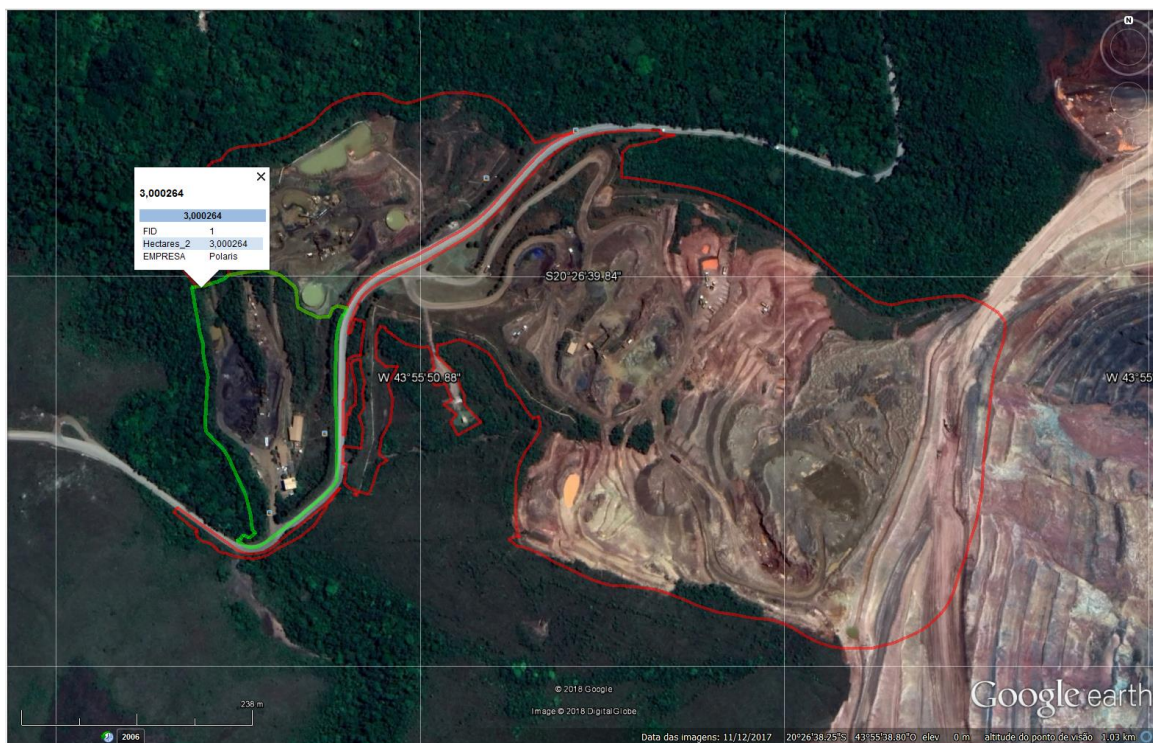 N
3,000264
3,000264
FID 1
Hectares_2 3,000264
EMPRESA Polaris
S20°26'39.84"
W 43°55'50.88"
W 43°55'
© 2018 Google
Image © 2018 DigitalGlobe
Google earth
238 m
2006
Data das imagens: 11/12/2017 20°26'38.25"S 43°55'38.80"O elev 0 m altitude do ponto de visão 1.03 km